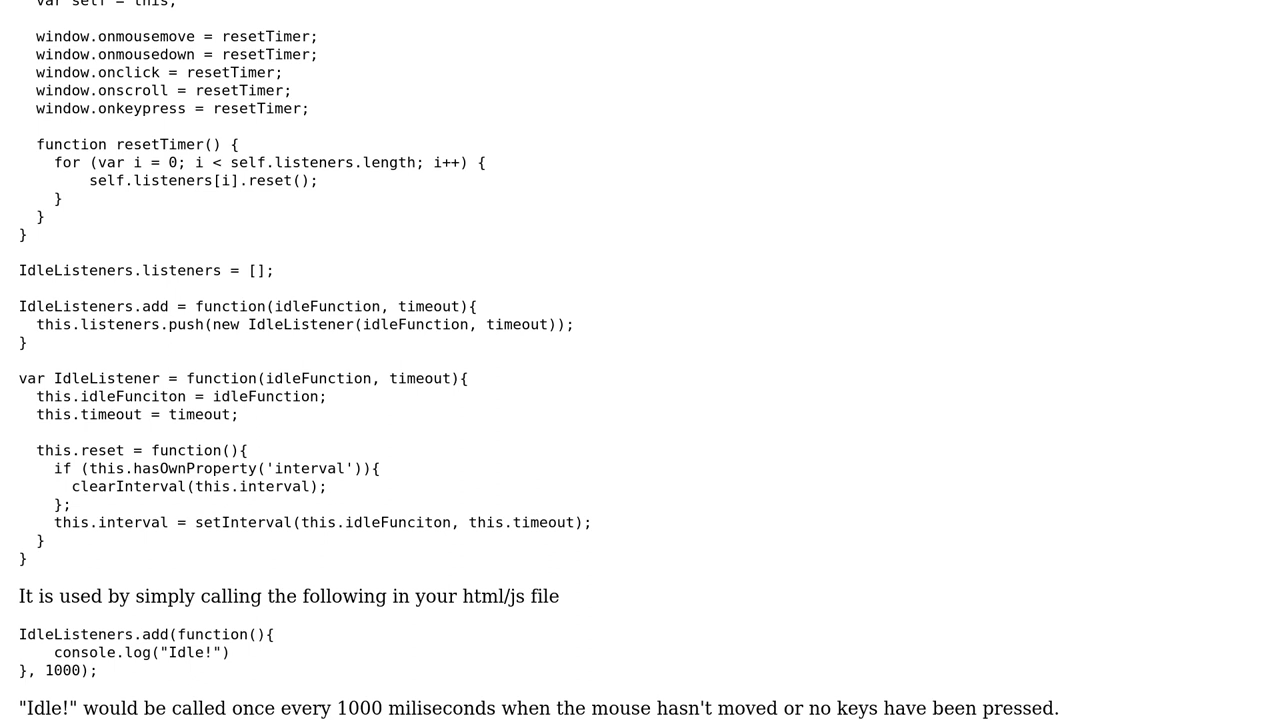 var self = this;
window.onmousemove = resetTimer;
window.onmousedown = resetTimer;
window.onclick = resetTimer;
window.onscroll = resetTimer;
window.onkeypress = resetTimer;
function resetTimer() {
for (var i = 0; i < self.listeners.length; i++) {
self.listeners[i].reset();
}
}
}
IdleListeners.listeners = [];
IdleListeners.add = function(idleFunction, timeout){
this.listeners.push(new IdleListener(idleFunction, timeout));
}
var IdleListener = function(idleFunction, timeout){
this.idleFunciton = idleFunction;
this.timeout = timeout;
this.reset = function(){
if (this.hasOwnProperty('interval')){
clearInterval(this.interval);
};
this.interval = setInterval(this.idleFunciton, this.timeout);
}
}
It is used by simply calling the following in your html/js file
IdleListeners.add(function(){
console.log("Idle!")
}, 1000);
"Idle!" would be called once every 1000 miliseconds when the mouse hasn't moved or no keys have been pressed.